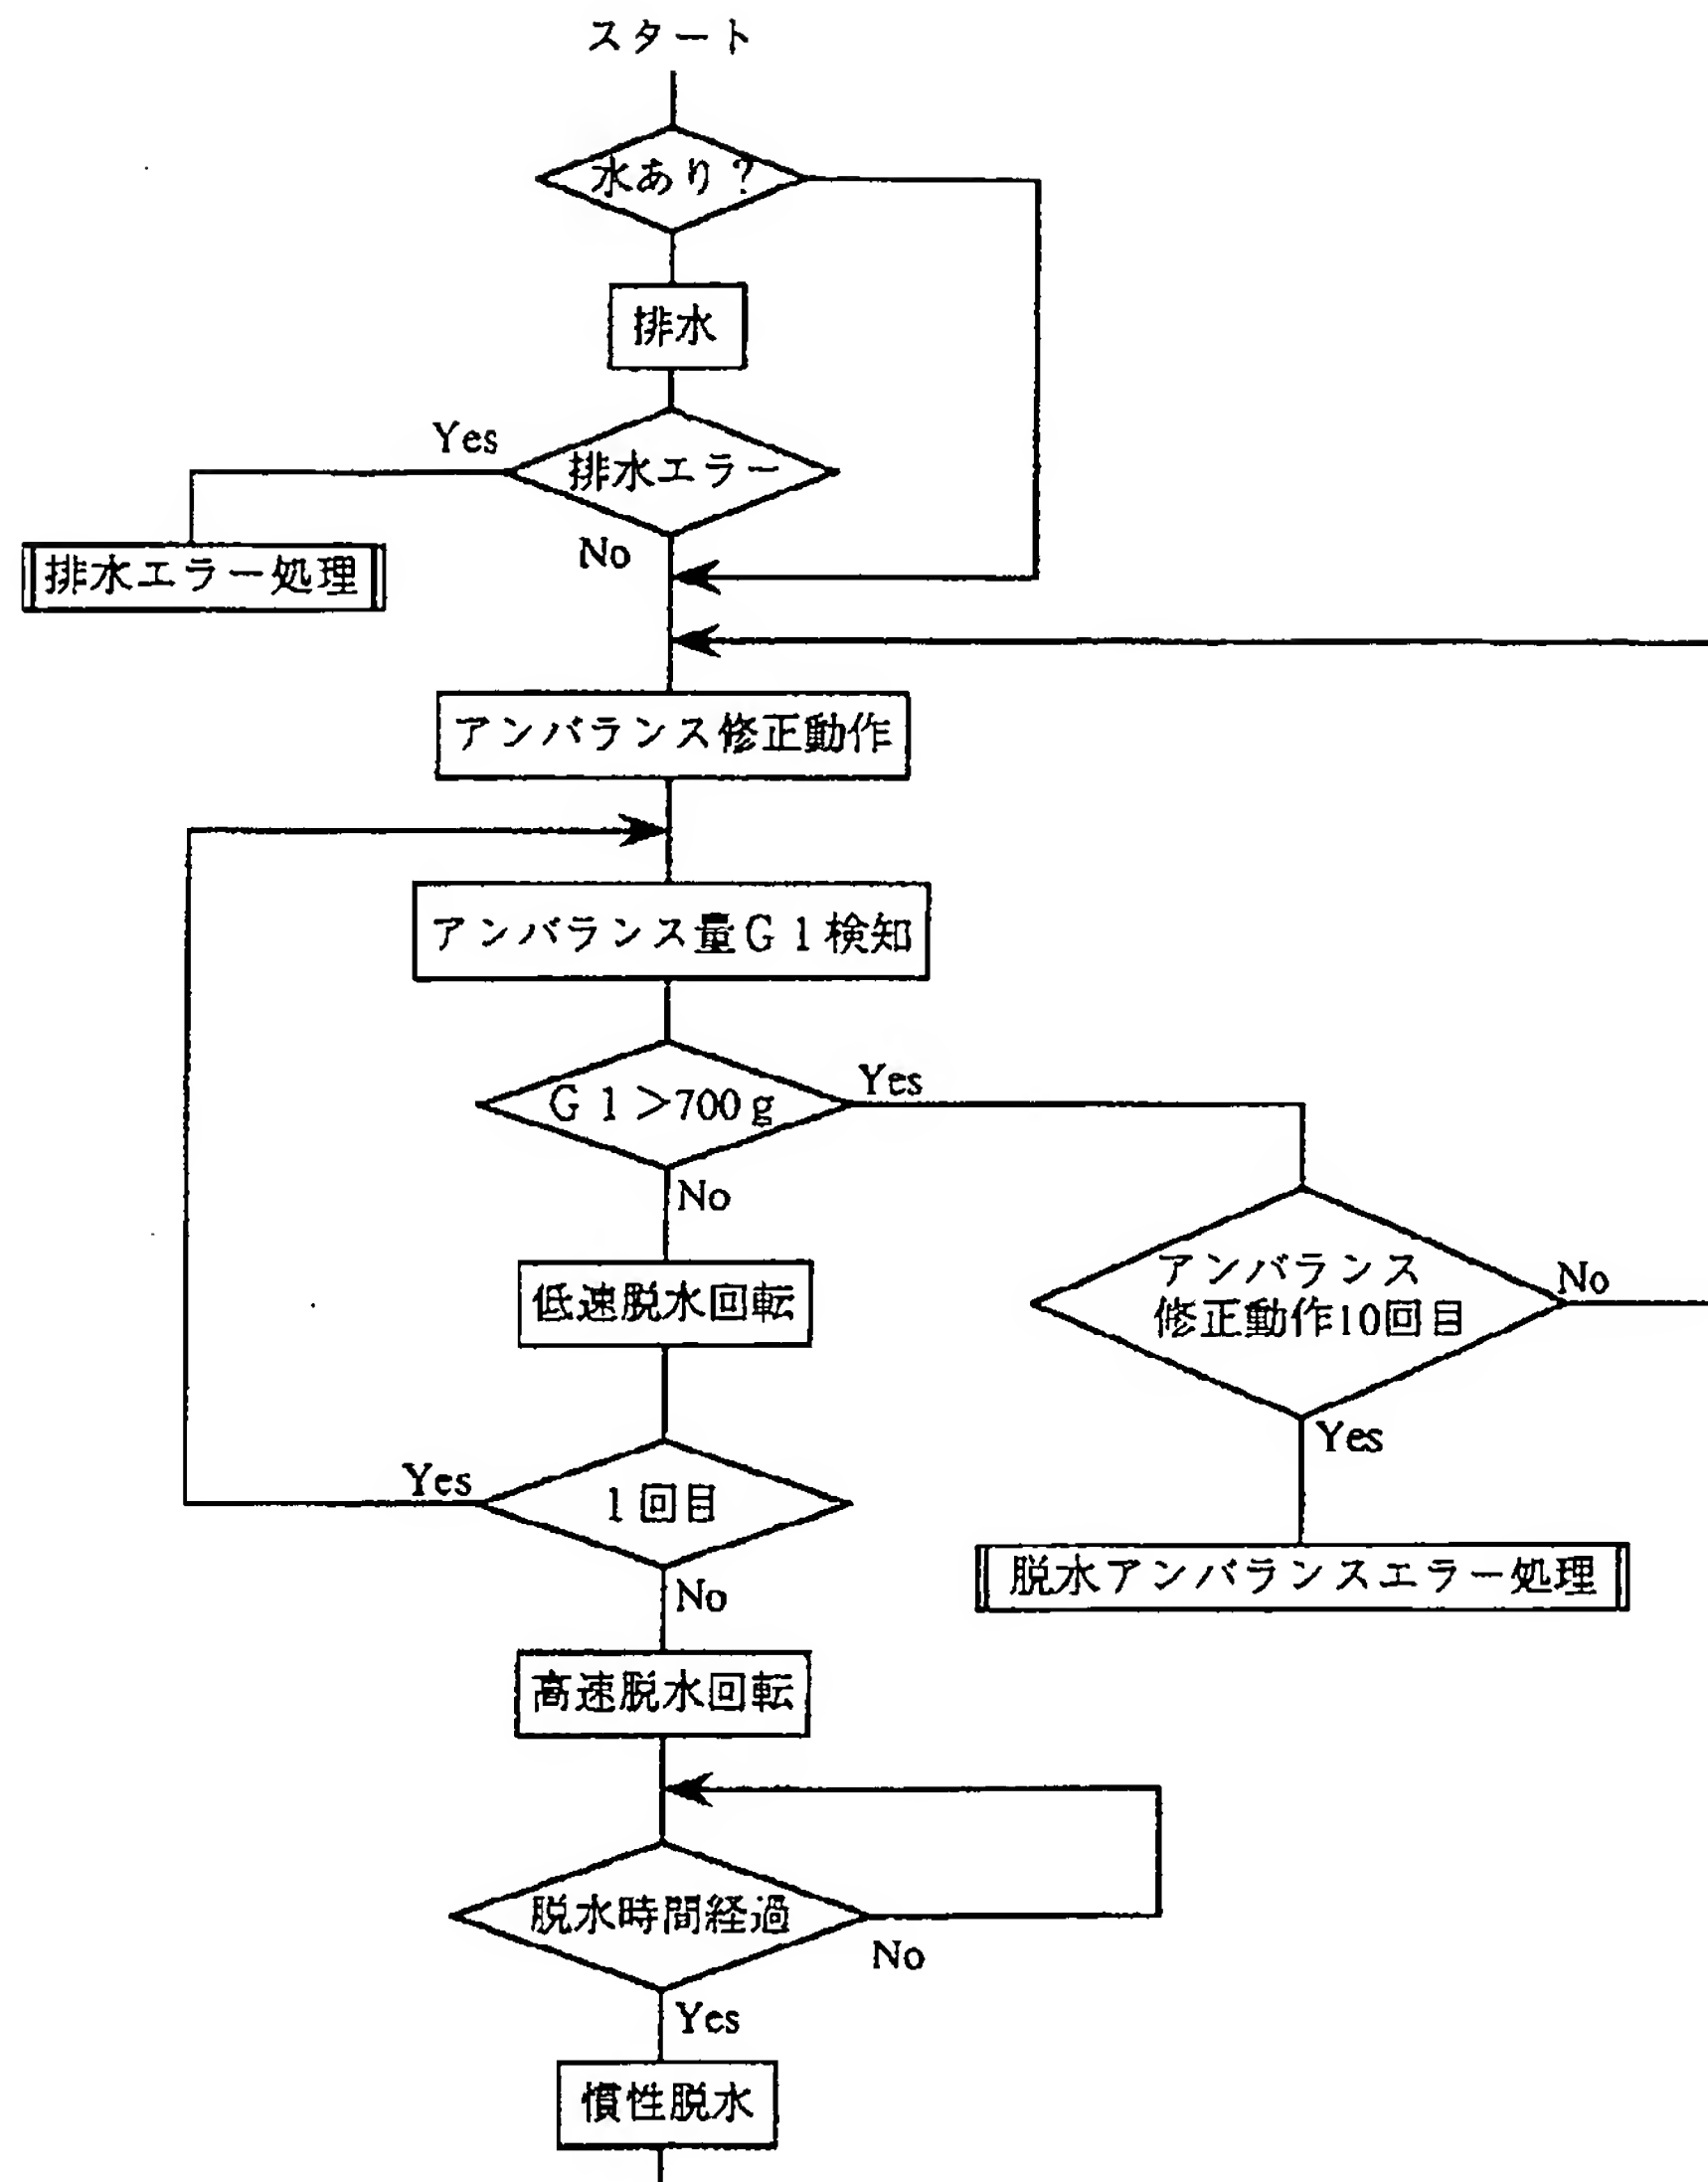 スタート
水あり?
排水
Yes
排水エラー
No
排水エラー処理
アンバランス修正動作
アンバランス量G1検知
G1>700g
Yes
No
低速脱水回転
アンバランス
修正動作10回目
No
Yes
Yes
1回目
No
脱水アンバランスエラー処理
高速脱水回転
脱水時間経過
No
Yes
慣性脱水